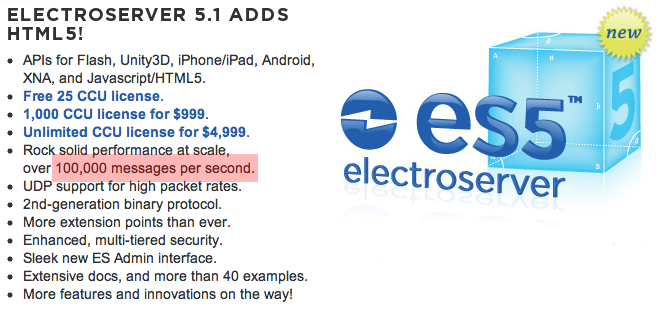 ELECTROSERVER 5.1 ADDS
HTML5!
• APIs for Flash, Unity3D, iPhone/iPad, Android,
XNA, and Javascript/HTML5.
• Free 25 CCU license.
• 1,000 CCU license for $999.
• Unlimited CCU license for $4,999.
• Rock solid performance at scale,
over 100,000 messages per second.
• UDP support for high packet rates.
• 2nd-generation binary protocol.
• More extension points than ever.
• Enhanced, multi-tiered security.
• Sleek new ES Admin interface.
• Extensive docs, and more than 40 examples.
• More features and innovations on the way!
new
es5™
electroserver
5